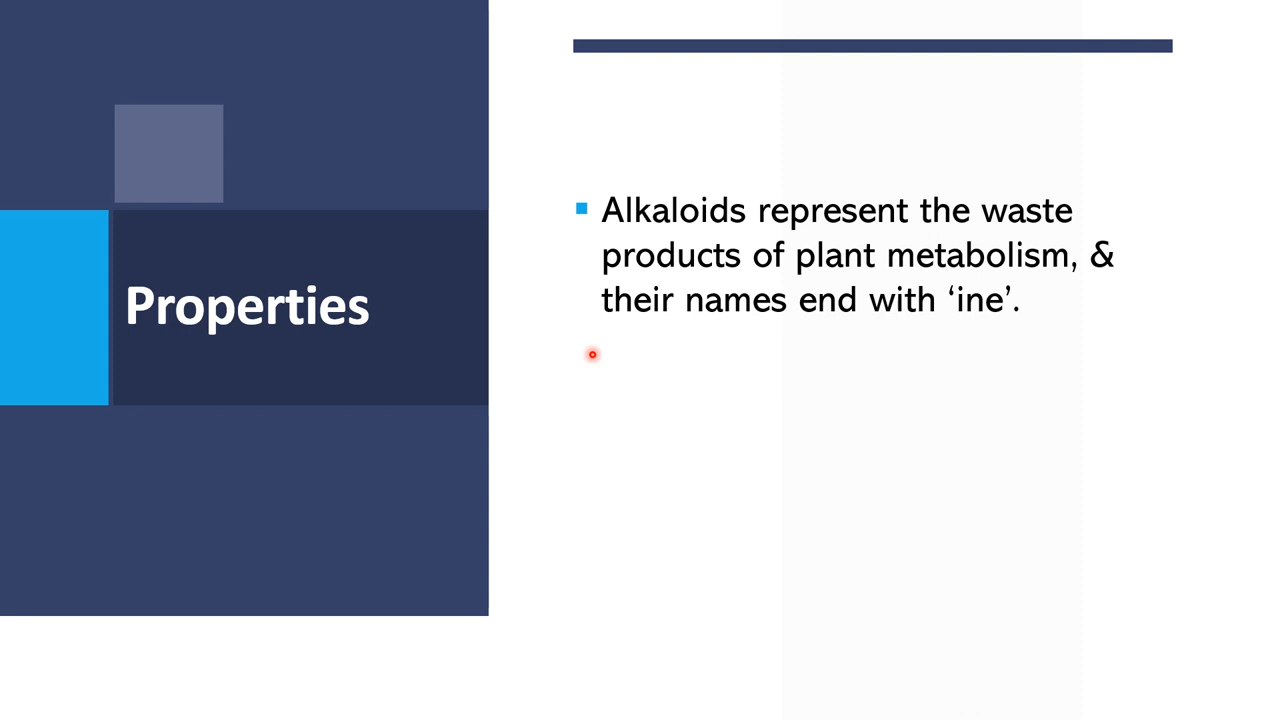 Properties
Alkaloids represent the waste
products of plant metabolism, &
their names end with ‘ine’.